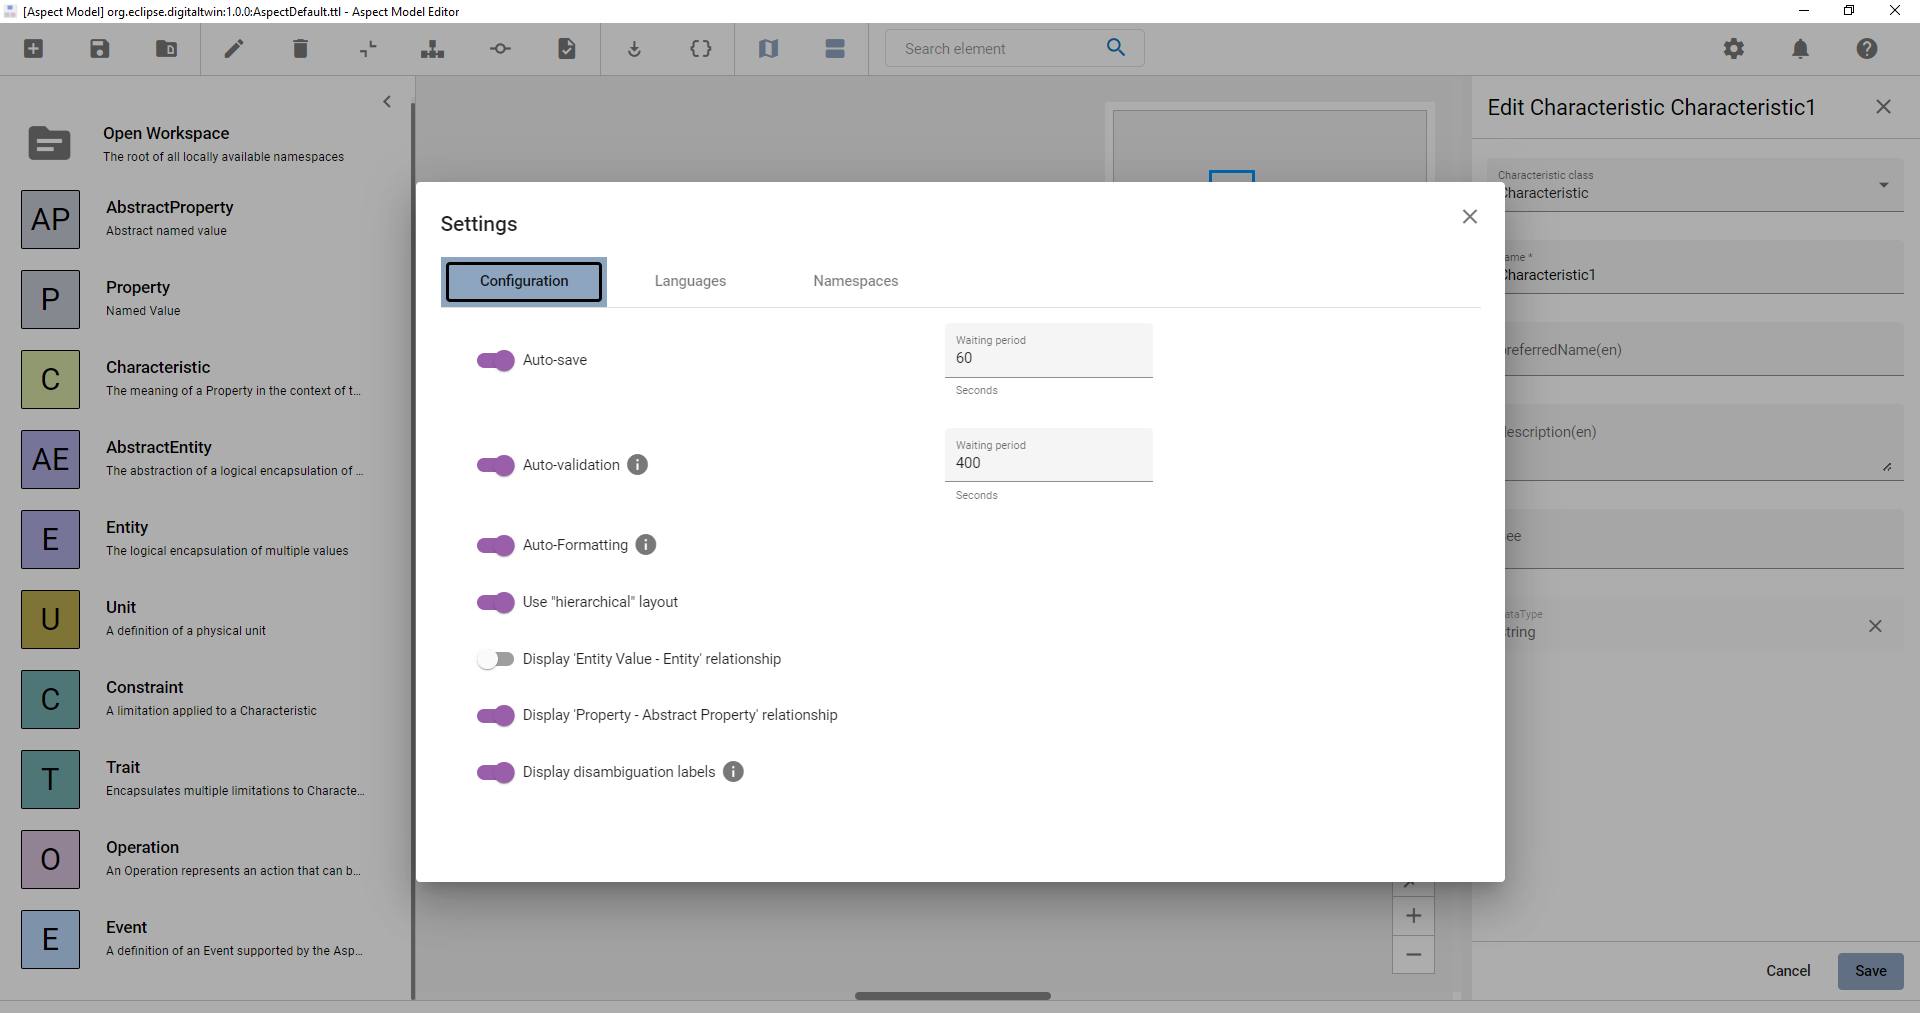 [Aspect Model] org.eclipse.digitaltwin:1.0.0:AspectDefault.ttl - Aspect Model Editor
Search element
Open Workspace
The root of all locally available namespaces
AP
AbstractProperty
Abstract named value
P
Property
Named Value
C
Characteristic
The meaning of a Property in the context of t...
AE
AbstractEntity
The abstraction of a logical encapsulation of ...
E
Entity
The logical encapsulation of multiple values
U
Unit
A definition of a physical unit
C
Constraint
A limitation applied to a Characteristic
T
Trait
Encapsulates multiple limitations to Characte...
O
Operation
An Operation represents an action that can b...
E
Event
A definition of an Event supported by the Asp...
Settings
Configuration
Languages
Namespaces
Auto-save
Waiting period
60
Seconds
Auto-validation
Waiting period
400
Seconds
Auto-Formatting
Use "hierarchical" layout
Display 'Entity Value - Entity' relationship
Display 'Property - Abstract Property' relationship
Display disambiguation labels
Edit Characteristic Characteristic1
Characteristic class
Characteristic
ame *
Characteristic1
referredName(en)
escription(en)
ee
ataType
tring
Cancel
Save